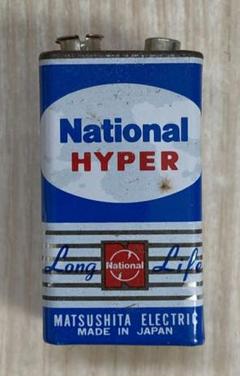 National
HYPER
Long National Life
MATSUSHITA ELECTRIC
MADE IN JAPAN